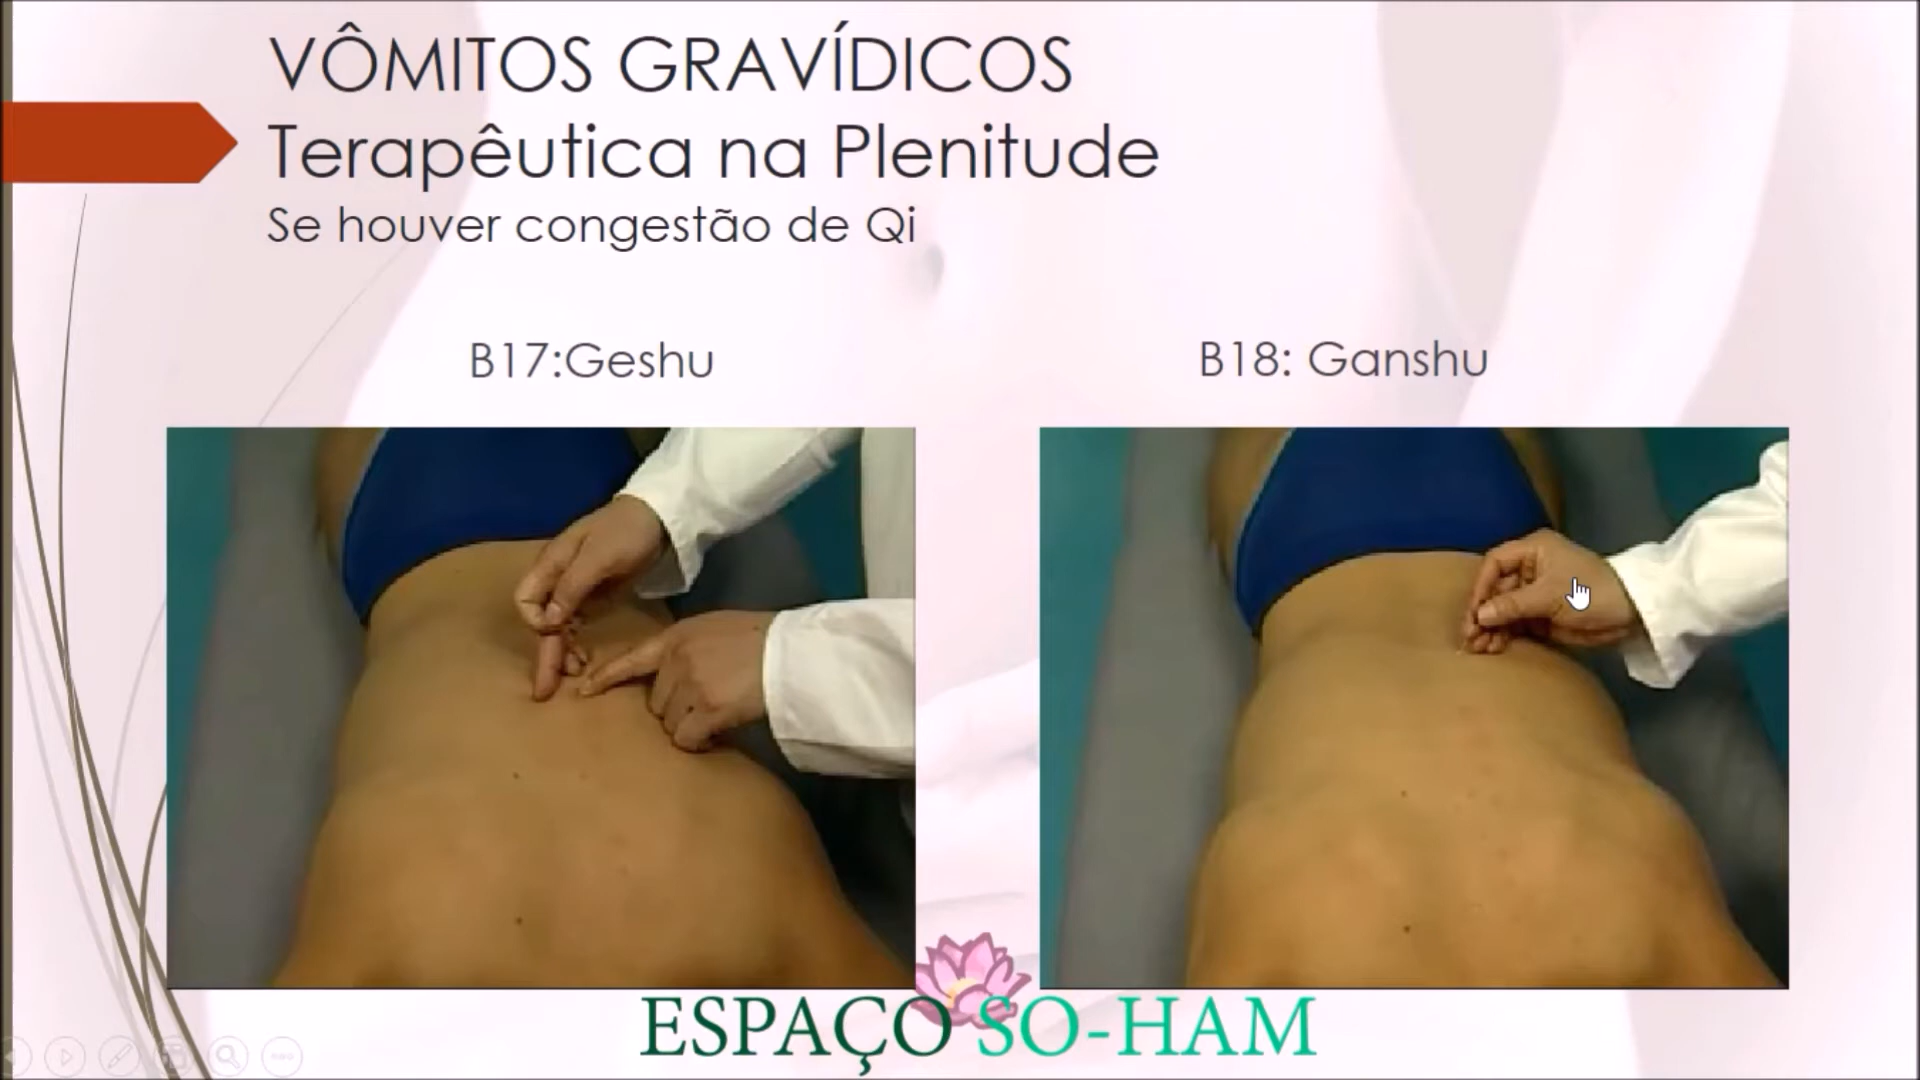 VÔMITOS GRAVÍDICOS
Terapêutica na Plenitude
Se houver congestão de Qi
B17:Geshu
B18: Ganshu
ESPAÇO SO-HAM